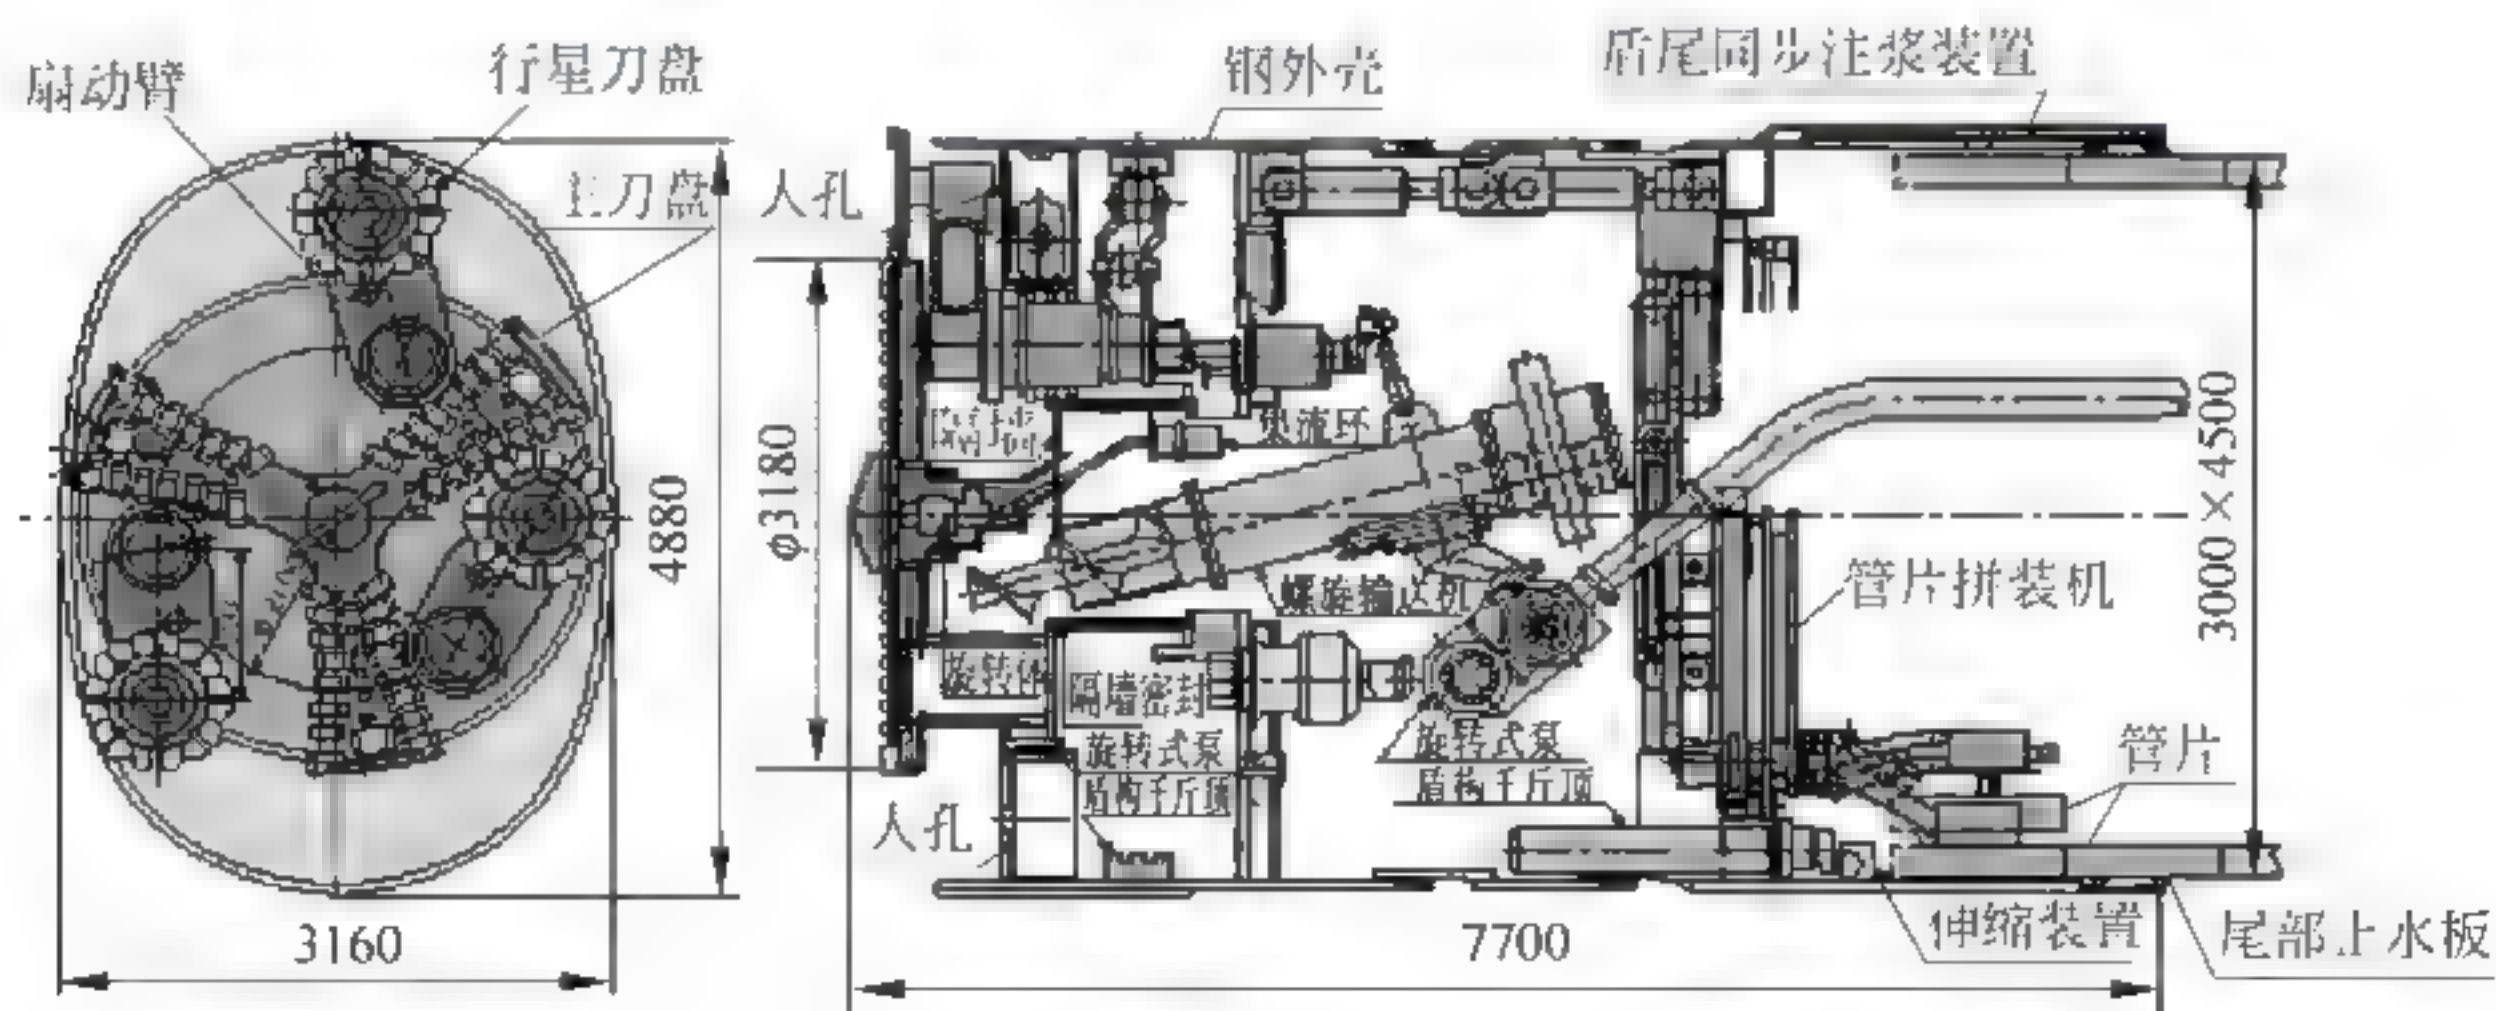 扇动臂
行星刀盘
主刀盘
4880
3160
钢外壳
盾尾同步注浆装置
人孔
φ3180
隔墙
集流环
螺旋输送机
旋转体
隔墙密封
旋转式泵
盾构千斤顶
旋转式泵
盾构千斤顶
人孔
管片拼装机
管片
3000×4500
伸缩装置
尾部止水板
7700